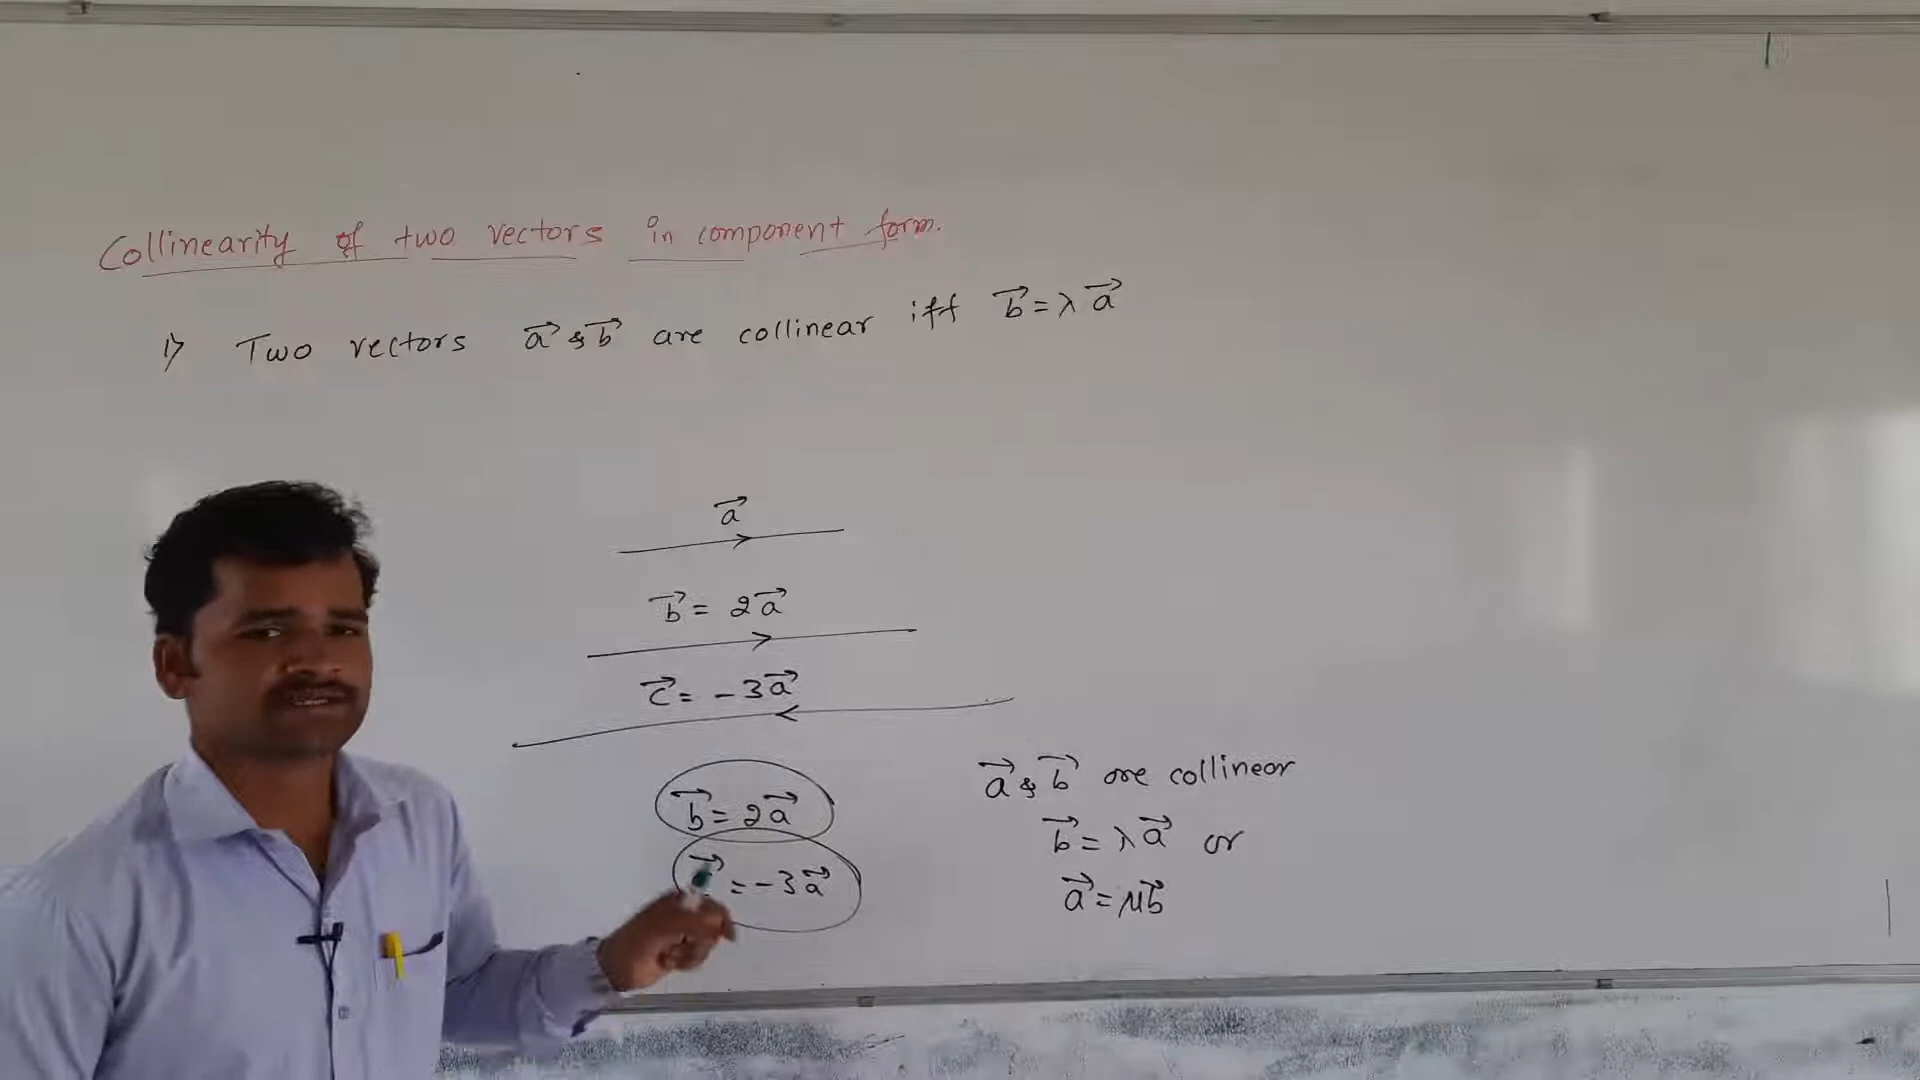 Collinearity of two vectors in component form.
1) Two vectors a⃗ & b⃗ are collinear iff b⃗ = λ a⃗
a⃗
b⃗ = 2a⃗
c⃗ = -3a⃗
b⃗ = 2a⃗
= -3a⃗
a⃗ & b⃗ are collinear
b⃗ = λa⃗ or
a⃗ = μb⃗